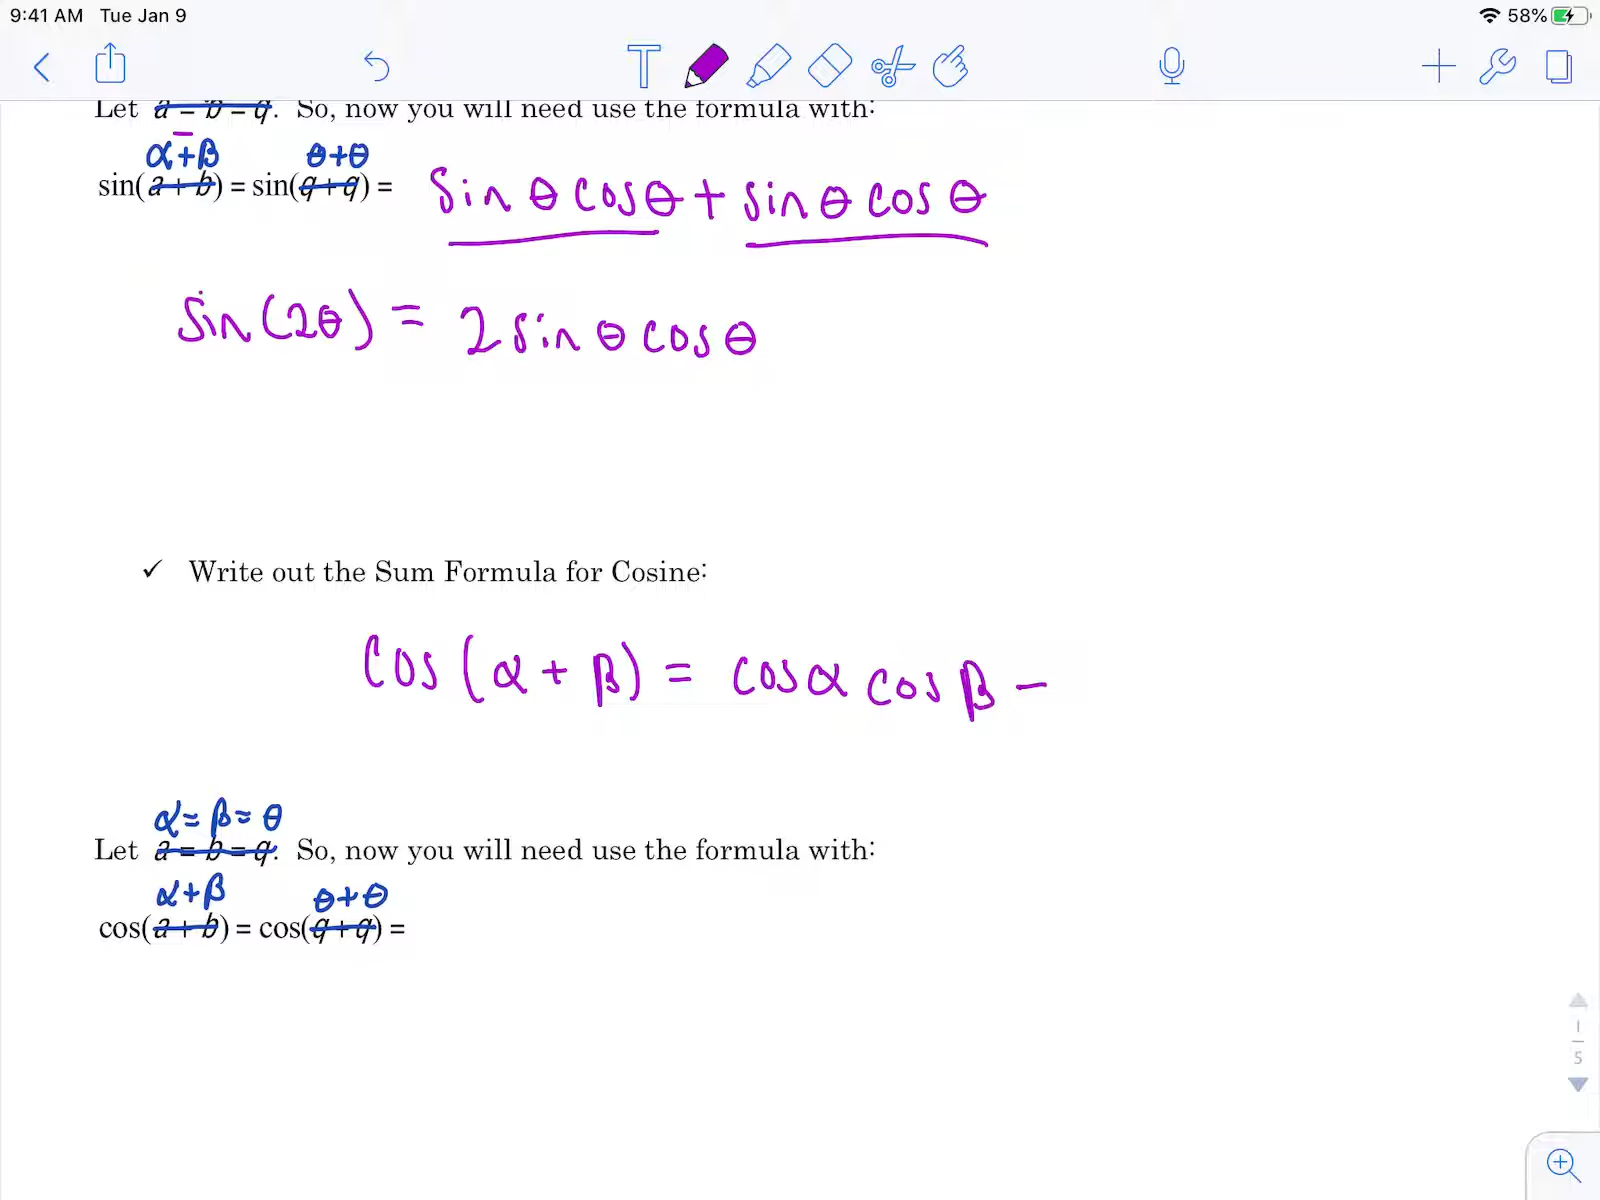 9:41 AM Tue Jan 9 58%
Let a = b = q. So, now you will need use the formula with:
α+β θ+θ
sin(a + b) = sin(q + q) = sin θ cos θ + sin θ cos θ
sin(2θ) = 2 sin θ cos θ
✓ Write out the Sum Formula for Cosine:
cos(α + β) = cos α cos β −
α = β = θ
Let a = b = q. So, now you will need use the formula with:
α+β θ+θ
cos(a + b) = cos(q + q) =
1
5